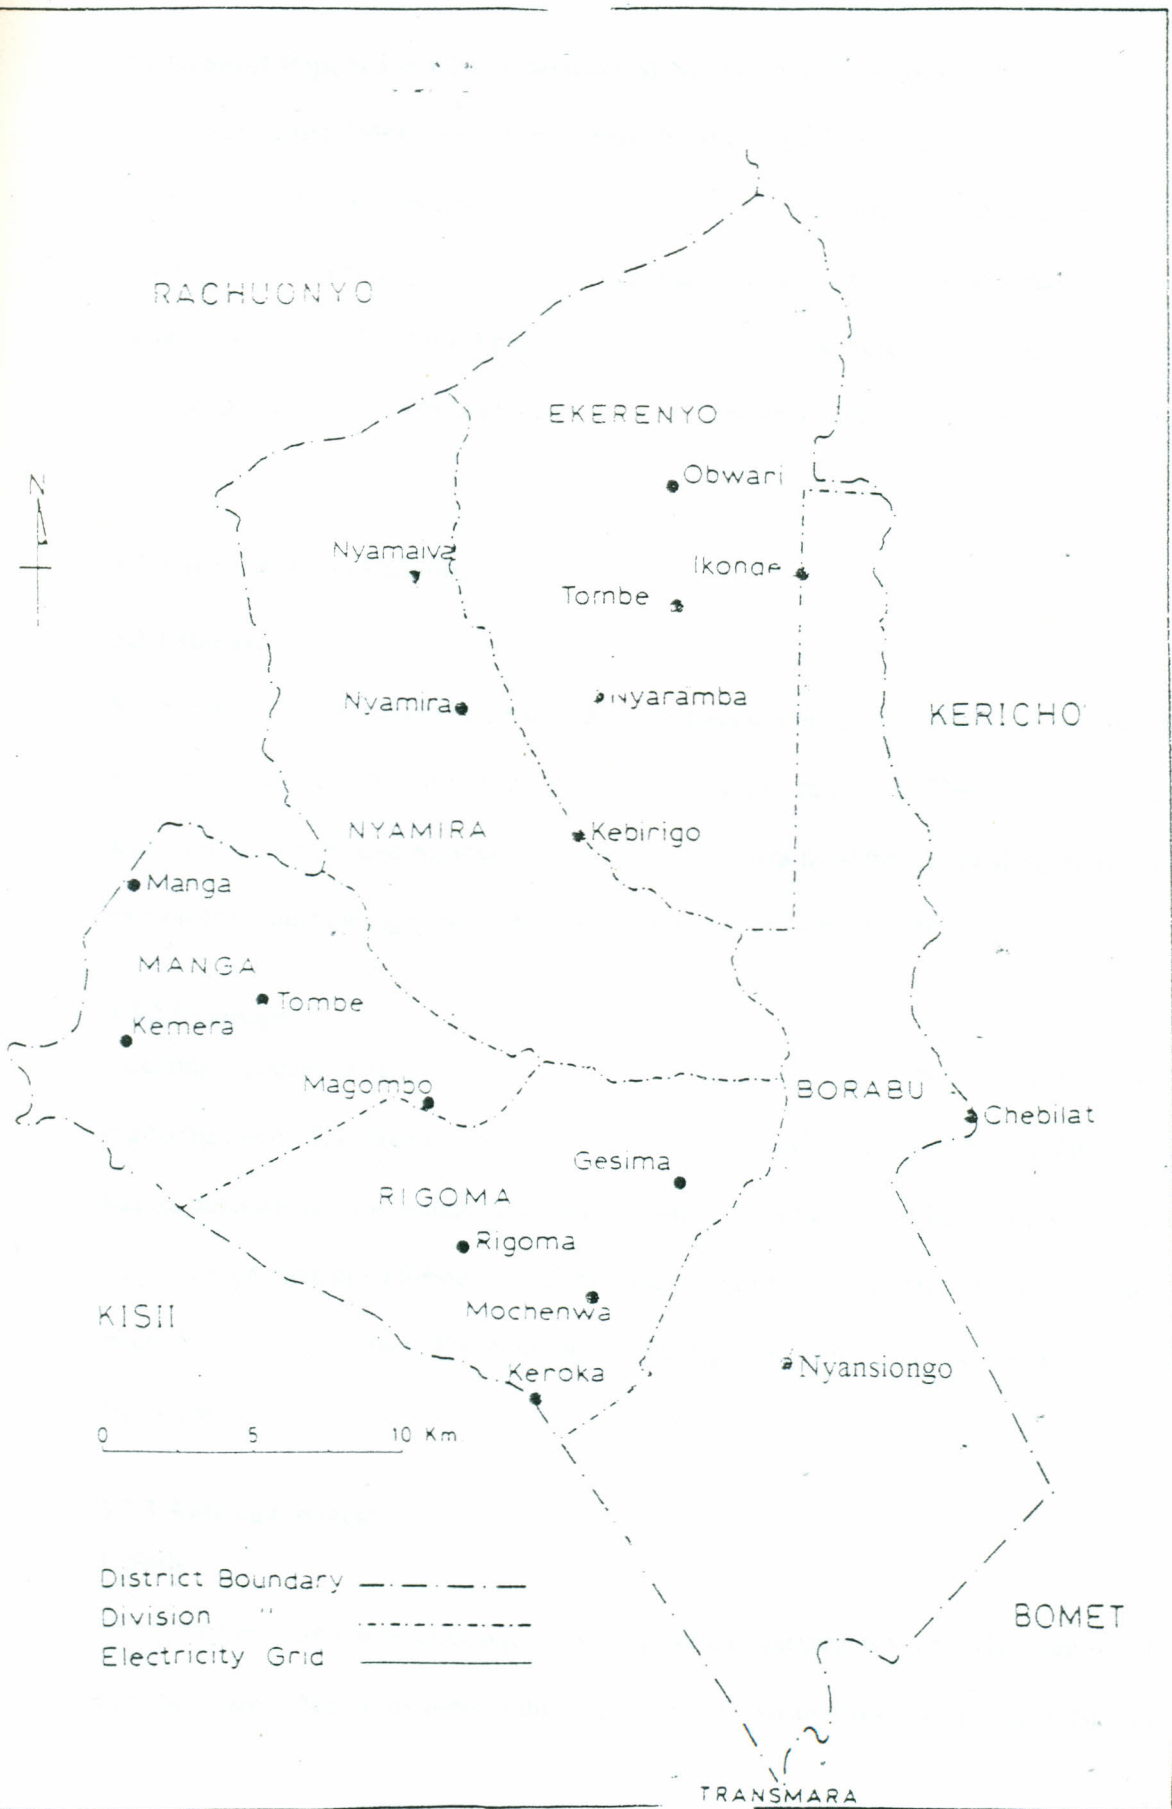 RACHUONYO
EKERENYO
Obwari
N
Nyamaiya
Ikonge
Tombe
Nyamira
Nyaramba
KERICHO
NYAMIRA
Kebirigo
Manga
MANGA
Tombe
Kemera
Magombo
BORABU
Chebilat
Gesima
RIGOMA
Rigoma
KISII
Mochenwa
Nyansiongo
Keroka
0 5 10 Km
District Boundary
Division "
Electricity Grid
BOMET
TRANSMARA